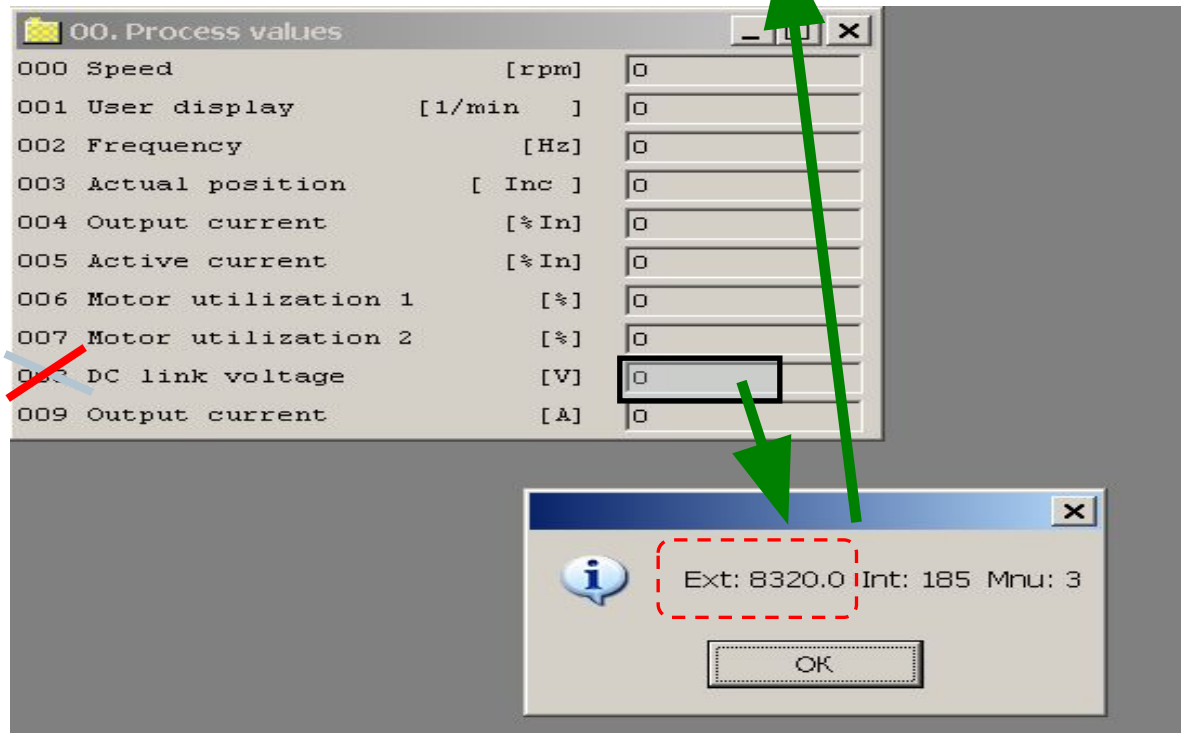 00. Process values
000 Speed [rpm] 0
001 User display [1/min ] 0
002 Frequency [Hz] 0
003 Actual position [ Inc ] 0
004 Output current [%In] 0
005 Active current [%In] 0
006 Motor utilization 1 [%] 0
007 Motor utilization 2 [%] 0
DC link voltage [V] 0
009 Output current [A] 0
Ext: 8320.0 Int: 185 Mnu: 3
OK